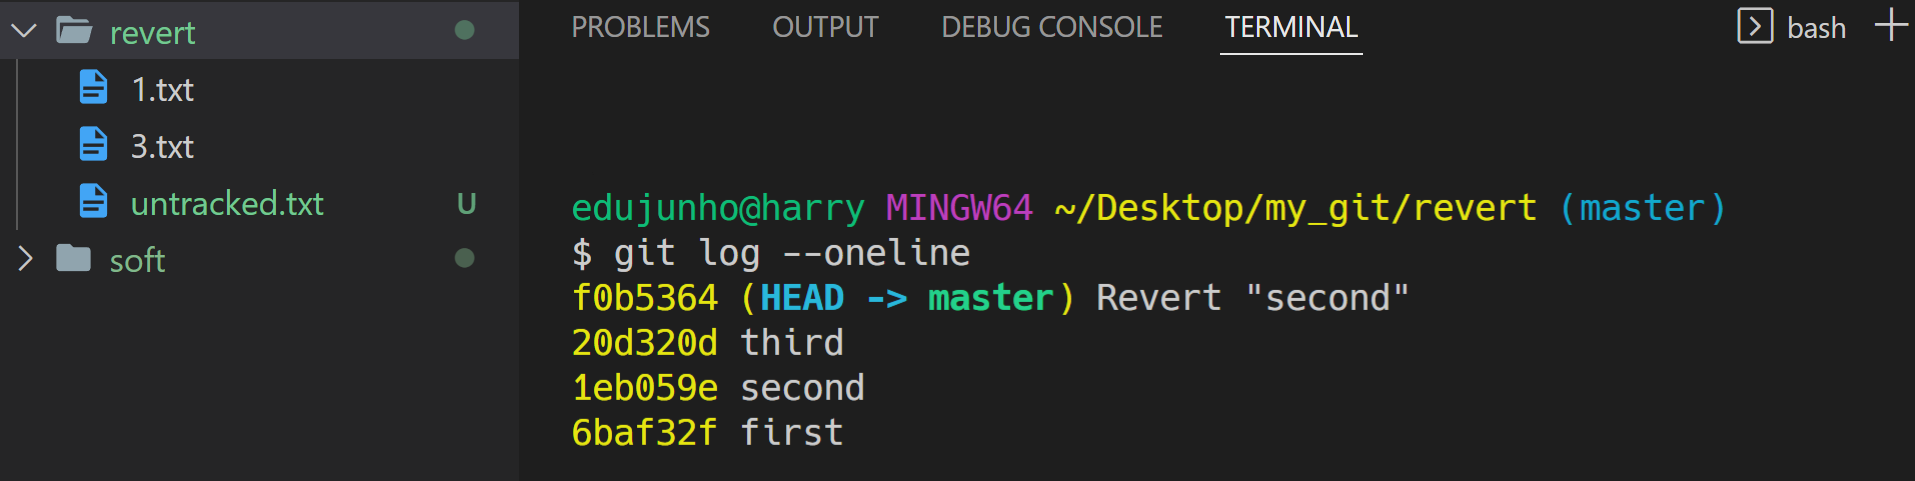 revert
1.txt
3.txt
untracked.txt U
soft
PROBLEMS OUTPUT DEBUG CONSOLE TERMINAL bash
edujunho@harry MINGW64 ~/Desktop/my_git/revert (master)
$ git log --oneline
f0b5364 (HEAD -> master) Revert "second"
20d320d third
1eb059e second
6baf32f first